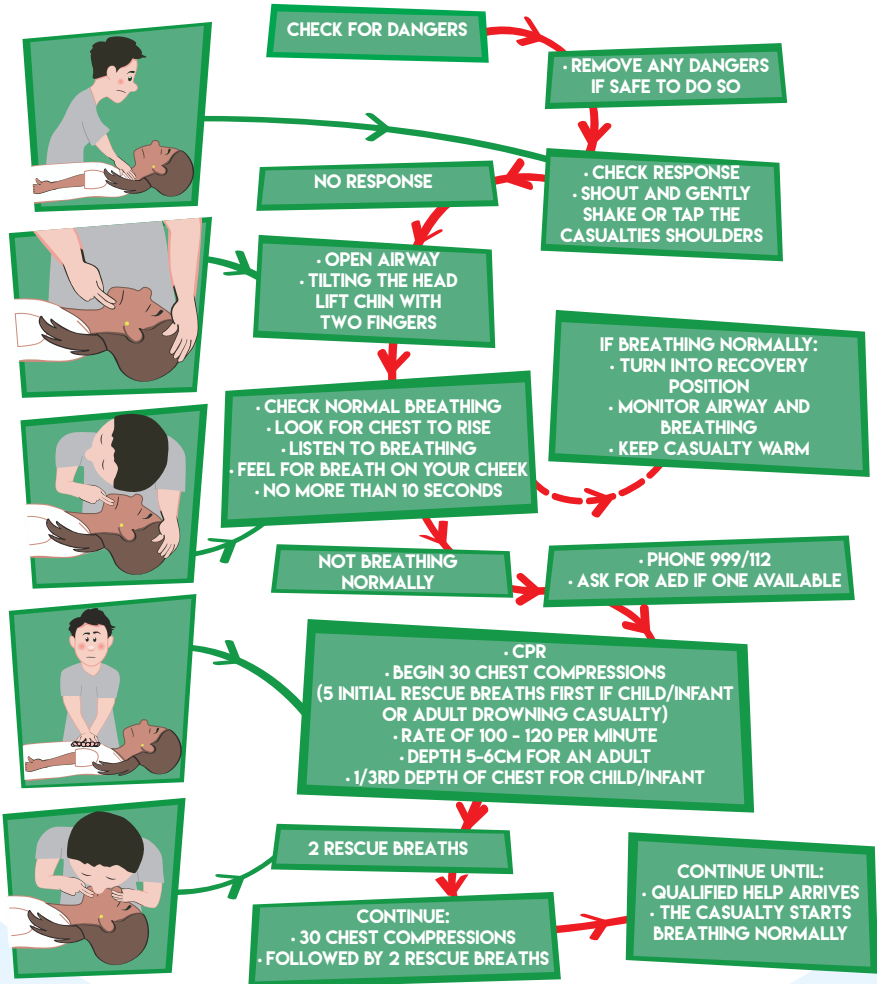 CHECK FOR DANGERS
· REMOVE ANY DANGERS
IF SAFE TO DO SO
· CHECK RESPONSE
· SHOUT AND GENTLY
SHAKE OR TAP THE
CASUALTIES SHOULDERS
NO RESPONSE
· OPEN AIRWAY
· TILTING THE HEAD
LIFT CHIN WITH
TWO FINGERS
· CHECK NORMAL BREATHING
· LOOK FOR CHEST TO RISE
· LISTEN TO BREATHING
· FEEL FOR BREATH ON YOUR CHEEK
· NO MORE THAN 10 SECONDS
IF BREATHING NORMALLY:
· TURN INTO RECOVERY
POSITION
· MONITOR AIRWAY AND
BREATHING
· KEEP CASUALTY WARM
NOT BREATHING
NORMALLY
· PHONE 999/112
· ASK FOR AED IF ONE AVAILABLE
· CPR
· BEGIN 30 CHEST COMPRESSIONS
(5 INITIAL RESCUE BREATHS FIRST IF CHILD/INFANT
OR ADULT DROWNING CASUALTY)
· RATE OF 100 - 120 PER MINUTE
· DEPTH 5-6CM FOR AN ADULT
· 1/3RD DEPTH OF CHEST FOR CHILD/INFANT
2 RESCUE BREATHS
CONTINUE:
· 30 CHEST COMPRESSIONS
· FOLLOWED BY 2 RESCUE BREATHS
CONTINUE UNTIL:
· QUALIFIED HELP ARRIVES
· THE CASUALTY STARTS
BREATHING NORMALLY